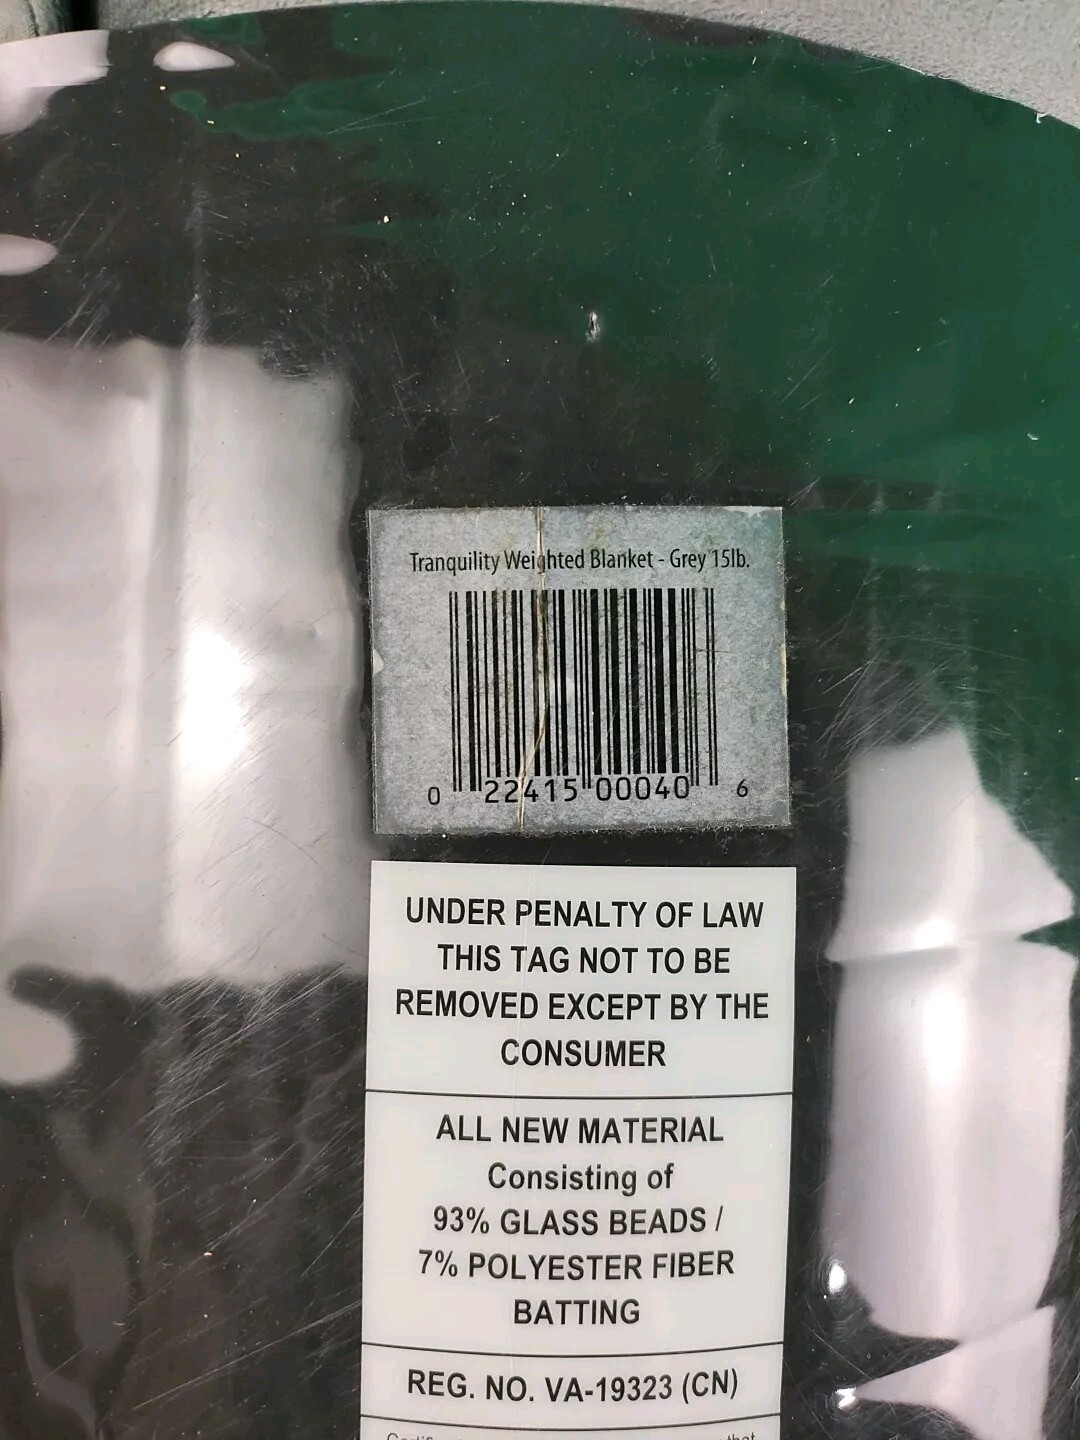 Tranquility Weighted Blanket - Grey 15lb.
0 22415 00040 6
UNDER PENALTY OF LAW
THIS TAG NOT TO BE
REMOVED EXCEPT BY THE
CONSUMER
ALL NEW MATERIAL
Consisting of
93% GLASS BEADS /
7% POLYESTER FIBER
BATTING
REG. NO. VA-19323 (CN)
that